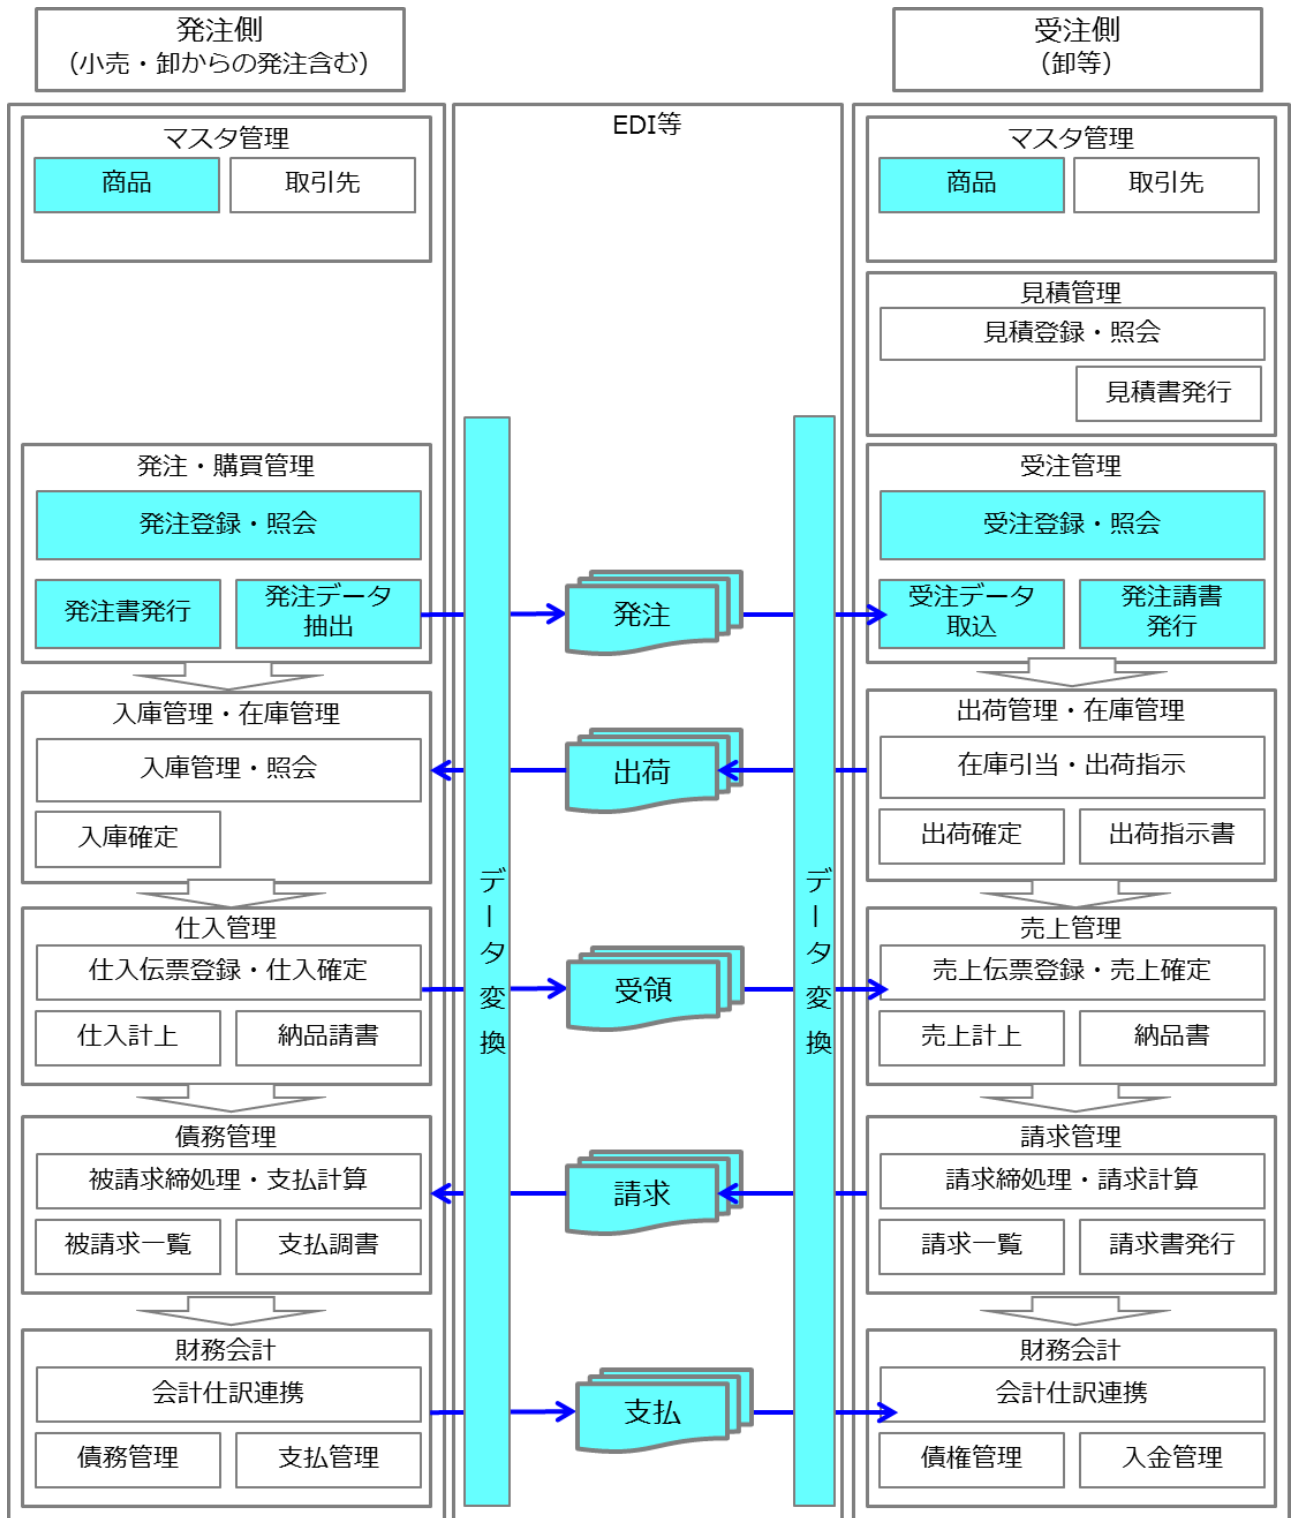 発注側
（小売・卸からの発注含む）
マスタ管理
商品
取引先
発注・購買管理
発注登録・照会
発注書発行
発注データ
抽出
入庫管理・在庫管理
入庫管理・照会
入庫確定
仕入管理
仕入伝票登録・仕入確定
仕入計上
納品請書
債務管理
被請求締処理・支払計算
被請求一覧
支払調書
財務会計
会計仕訳連携
債務管理
支払管理
EDI等
データ変換
発注
出荷
受領
請求
支払
データ変換
受注側
（卸等）
マスタ管理
商品
取引先
見積管理
見積登録・照会
見積書発行
受注管理
受注登録・照会
受注データ
取込
発注請書
発行
出荷管理・在庫管理
在庫引当・出荷指示
出荷確定
出荷指示書
売上管理
売上伝票登録・売上確定
売上計上
納品書
請求管理
請求締処理・請求計算
請求一覧
請求書発行
財務会計
会計仕訳連携
債権管理
入金管理